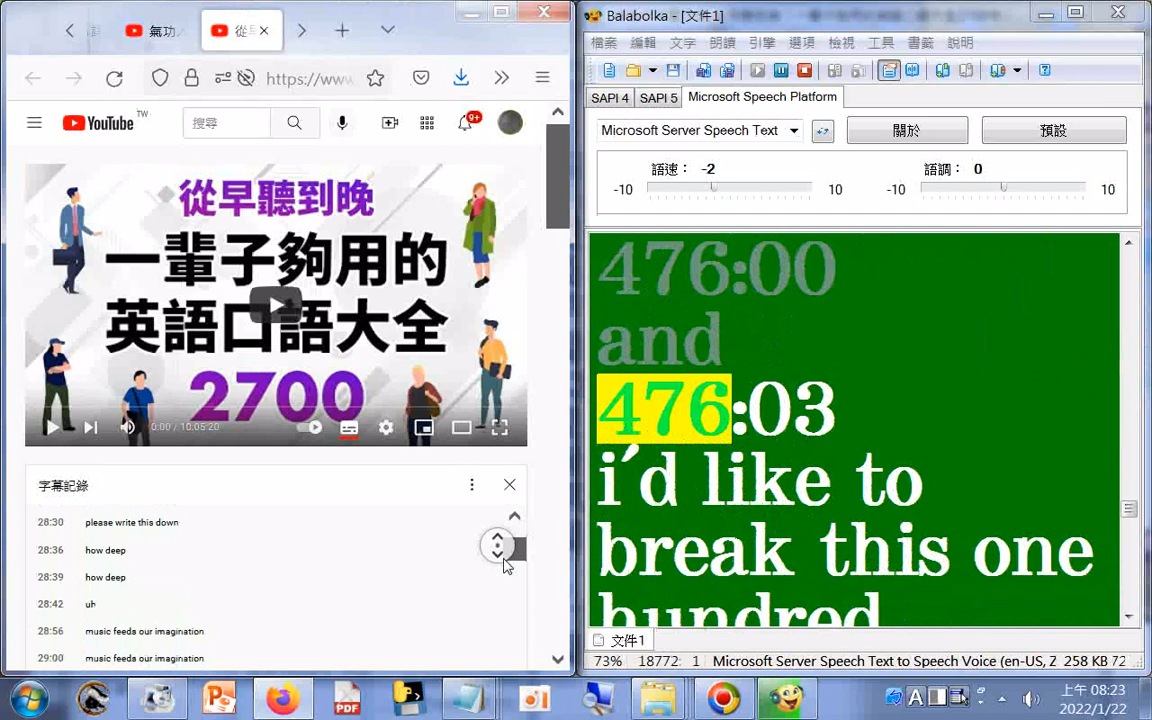 氣功
從
https://www
YouTube TW
搜尋
9+
從早聽到晚
一輩子夠用的
英語口語大全
2700
0:00 / 10:05:20
字幕記錄
28:30 please write this down
28:36 how deep
28:39 how deep
28:42 uh
28:56 music feeds our imagination
29:00 music feeds our imagination
Balabolka - [文件1]
檔案 編輯 文字 朗讀 引擎 選項 檢視 工具 書籤 說明
SAPI 4 SAPI 5 Microsoft Speech Platform
Microsoft Server Speech Text 關於 預設
語速： -2 語調： 0
-10 10 -10 10
476:00
and
476:03
i´d like to
break this one
hundred
文件1
73% 18772: 1 Microsoft Server Speech Text to Speech Voice (en-US, Z 258 KB 72
PDF
A
上午 08:23
2022/1/22